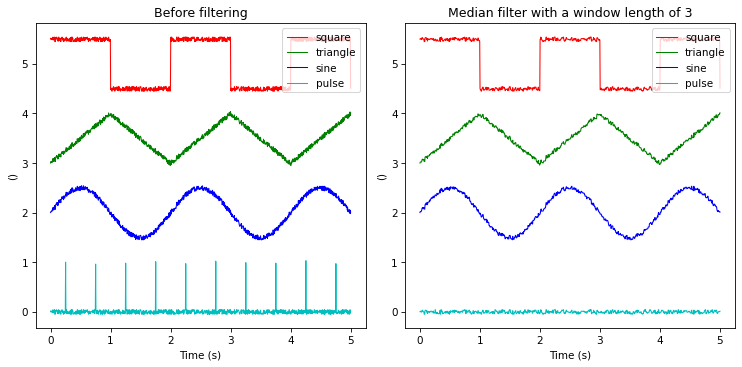 Before filtering
square
triangle
sine
pulse
5
4
3
2
1
0
()
0 1 2 3 4 5
Time (s)
Median filter with a window length of 3
square
triangle
sine
pulse
5
4
3
2
1
0
()
0 1 2 3 4 5
Time (s)